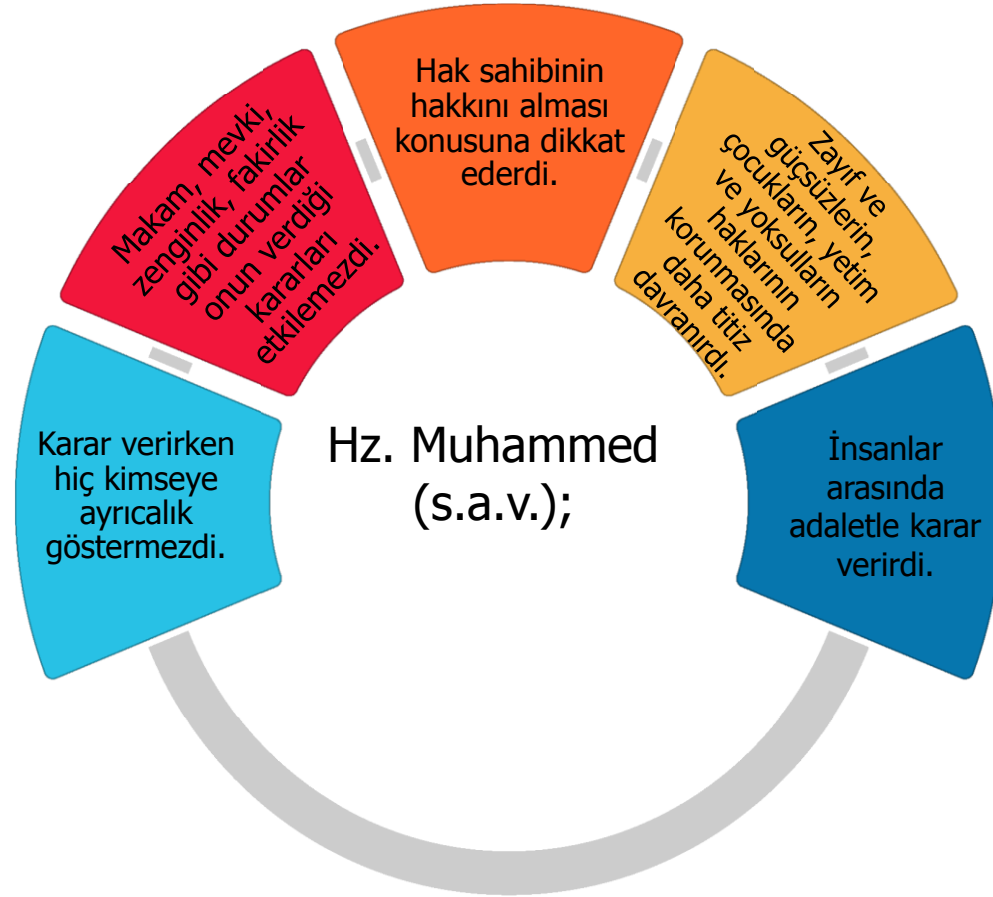 Hak sahibinin
hakkını alması
konusuna dikkat
ederdi.
Makam, mevki,
zenginlik, fakirlik
gibi durumlar
onun verdiği
kararları
etkilemezdi.
Zayıf ve
güçsüzlerin,
çocukların, yetim
ve yoksulların
haklarının
korunmasında
daha titiz
davranırdı.
Karar verirken
hiç kimseye
ayrıcalık
göstermezdi.
Hz. Muhammed
(s.a.v.);
İnsanlar
arasında
adaletle karar
verirdi.